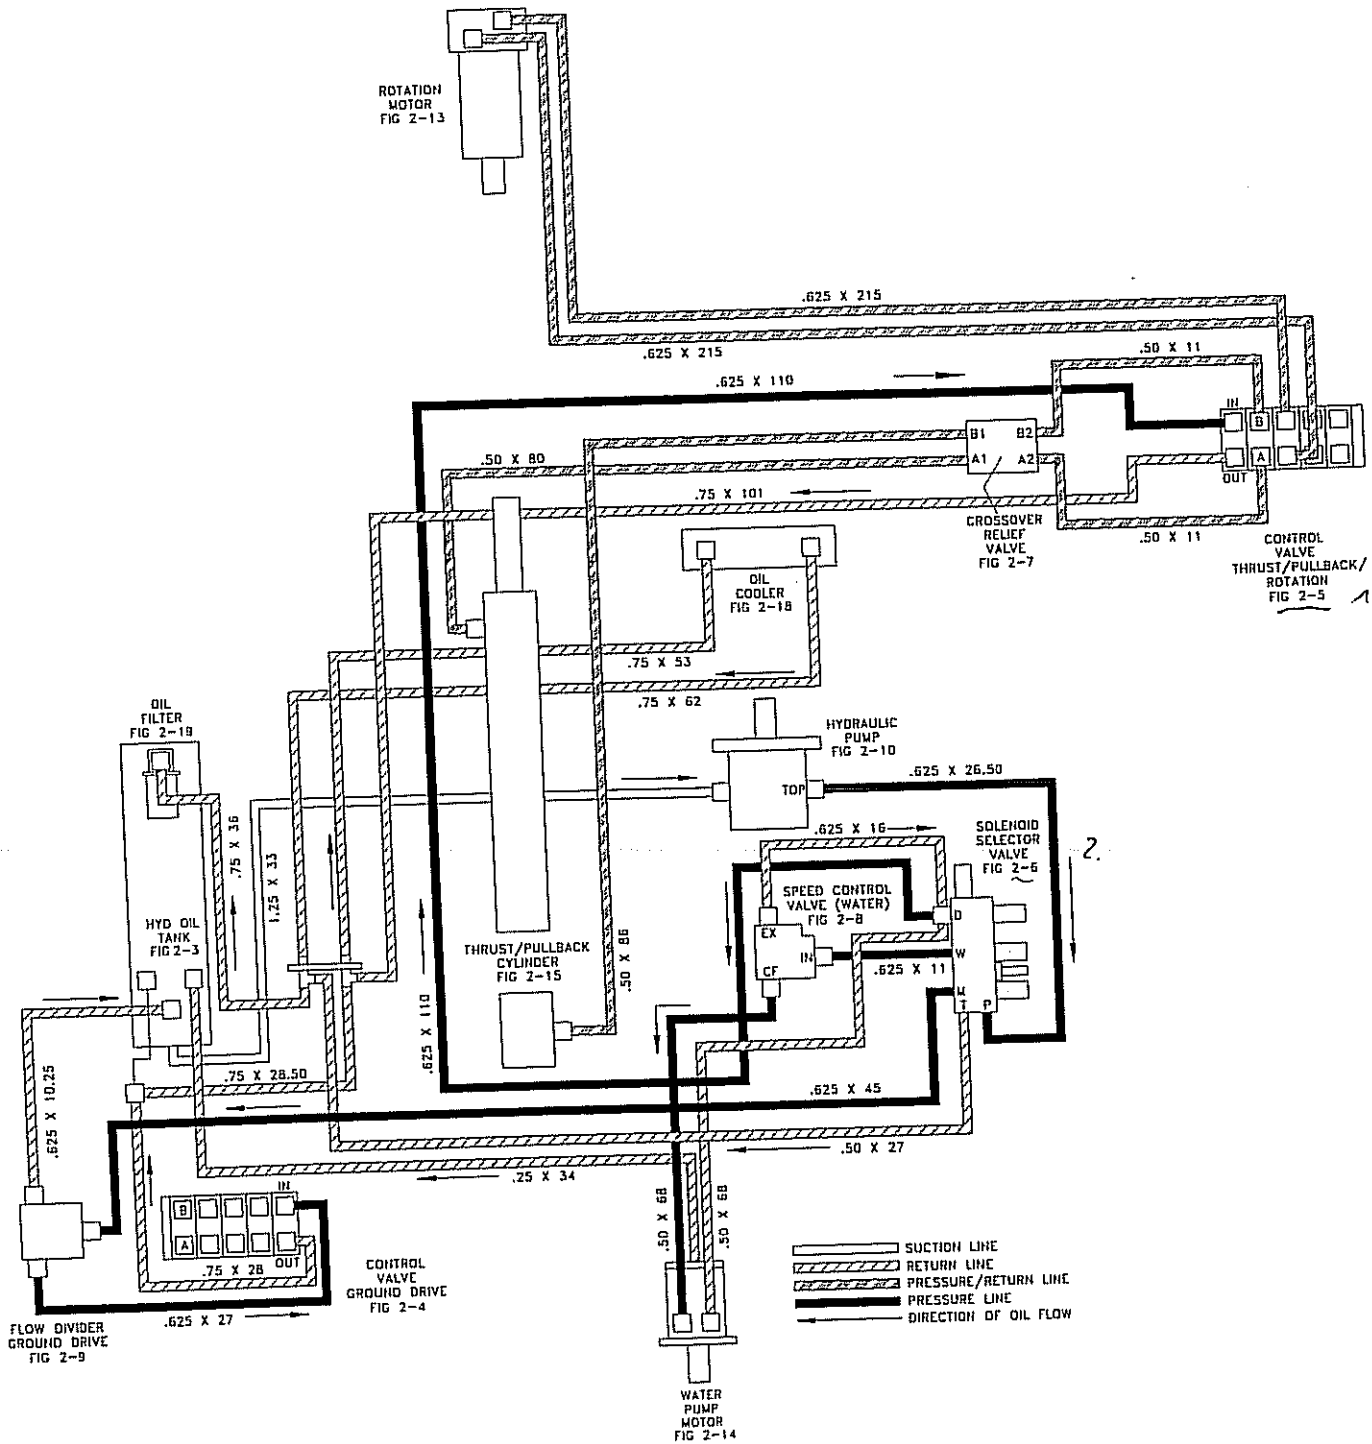 ROTATION
MOTOR
FIG 2-13
.625 X 215
.625 X 215
.50 X 11
.625 X 110
IN
B
B1 B2
A1 A2
A
OUT
.50 X 80
.75 X 101
.50 X 11
CROSSOVER
RELIEF
VALVE
FIG 2-7
CONTROL
VALVE
THRUST/PULLBACK/
ROTATION
FIG 2-5
1
OIL
COOLER
FIG 2-18
.75 X 53
.75 X 62
OIL
FILTER
FIG 2-19
HYDRAULIC
PUMP
FIG 2-10
TOP
.625 X 26.50
.75 X 36
1.25 X 33
.625 X 16
SOLENOID
SELECTOR
VALVE
FIG 2-6
2.
SPEED CONTROL
VALVE (WATER)
FIG 2-8
EX
IN
CF
D
W
M
T P
.625 X 11
HYD OIL
TANK
FIG 2-3
THRUST/PULLBACK
CYLINDER
FIG 2-15
.50 X 86
.625 X 110
.75 X 28.50
.625 X 10.25
.625 X 45
.50 X 27
.25 X 34
.50 X 68
.50 X 68
IN
B
A
OUT
.75 X 28
CONTROL
VALVE
GROUND DRIVE
FIG 2-4
.625 X 27
FLOW DIVIDER
GROUND DRIVE
FIG 2-9
SUCTION LINE
RETURN LINE
PRESSURE/RETURN LINE
PRESSURE LINE
DIRECTION OF OIL FLOW
WATER
PUMP
MOTOR
FIG 2-14